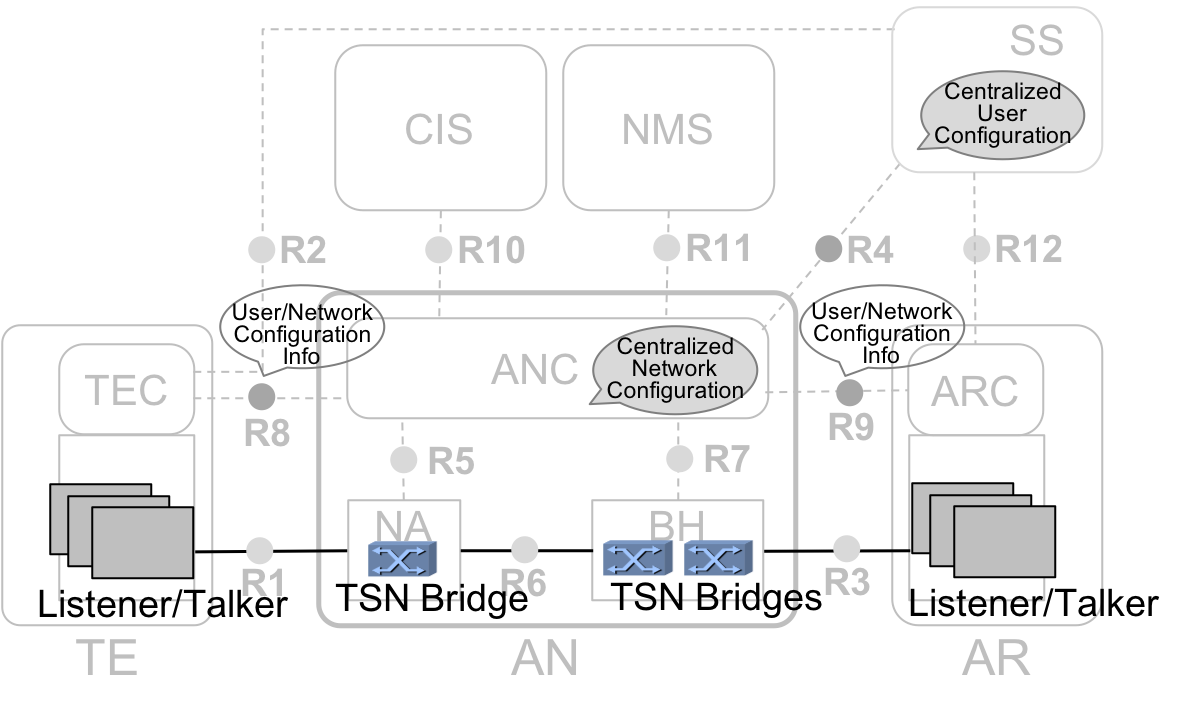 SS
Centralized
User
Configuration
CIS
NMS
R2
R10
R11
R4
R12
User/Network
Configuration
Info
User/Network
Configuration
Info
TEC
ANC
Centralized
Network
Configuration
ARC
R8
R9
R5
R7
NA
BH
R1
R6
R3
Listener/Talker
TSN Bridge
TSN Bridges
Listener/Talker
TE
AN
AR